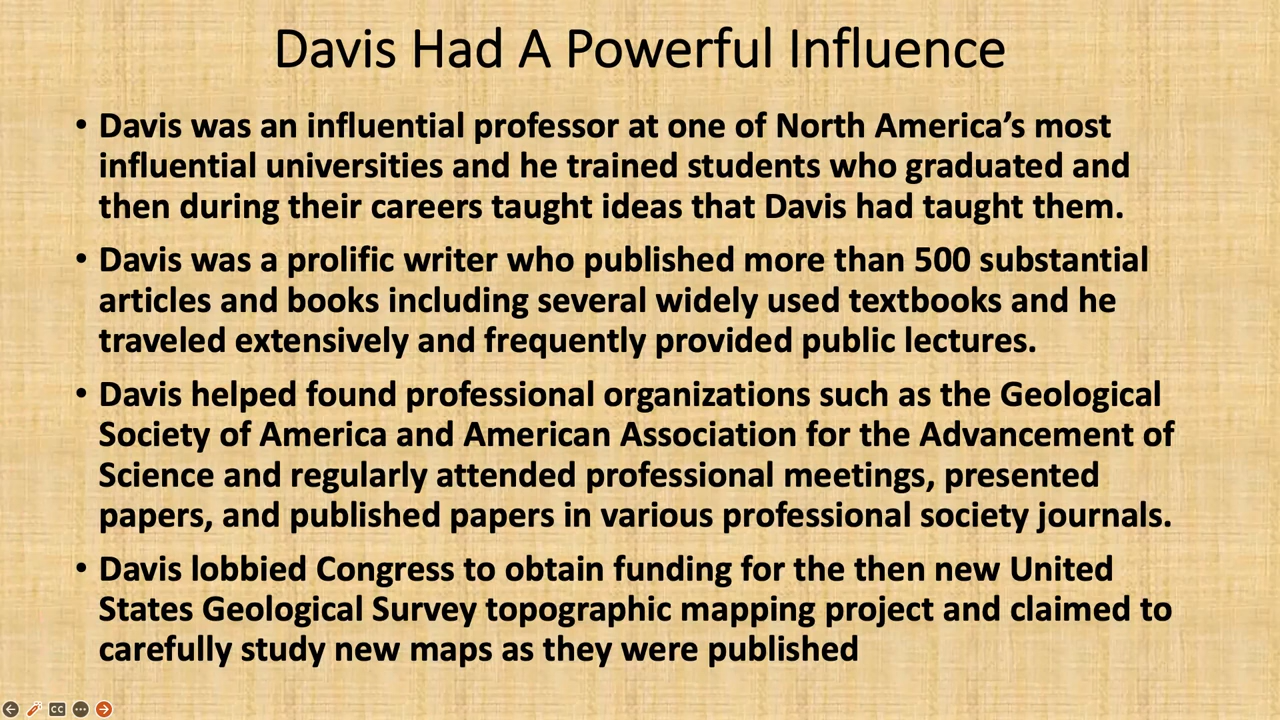 Davis Had A Powerful Influence
• Davis was an influential professor at one of North America’s most
influential universities and he trained students who graduated and
then during their careers taught ideas that Davis had taught them.
• Davis was a prolific writer who published more than 500 substantial
articles and books including several widely used textbooks and he
traveled extensively and frequently provided public lectures.
• Davis helped found professional organizations such as the Geological
Society of America and American Association for the Advancement of
Science and regularly attended professional meetings, presented
papers, and published papers in various professional society journals.
• Davis lobbied Congress to obtain funding for the then new United
States Geological Survey topographic mapping project and claimed to
carefully study new maps as they were published
CC